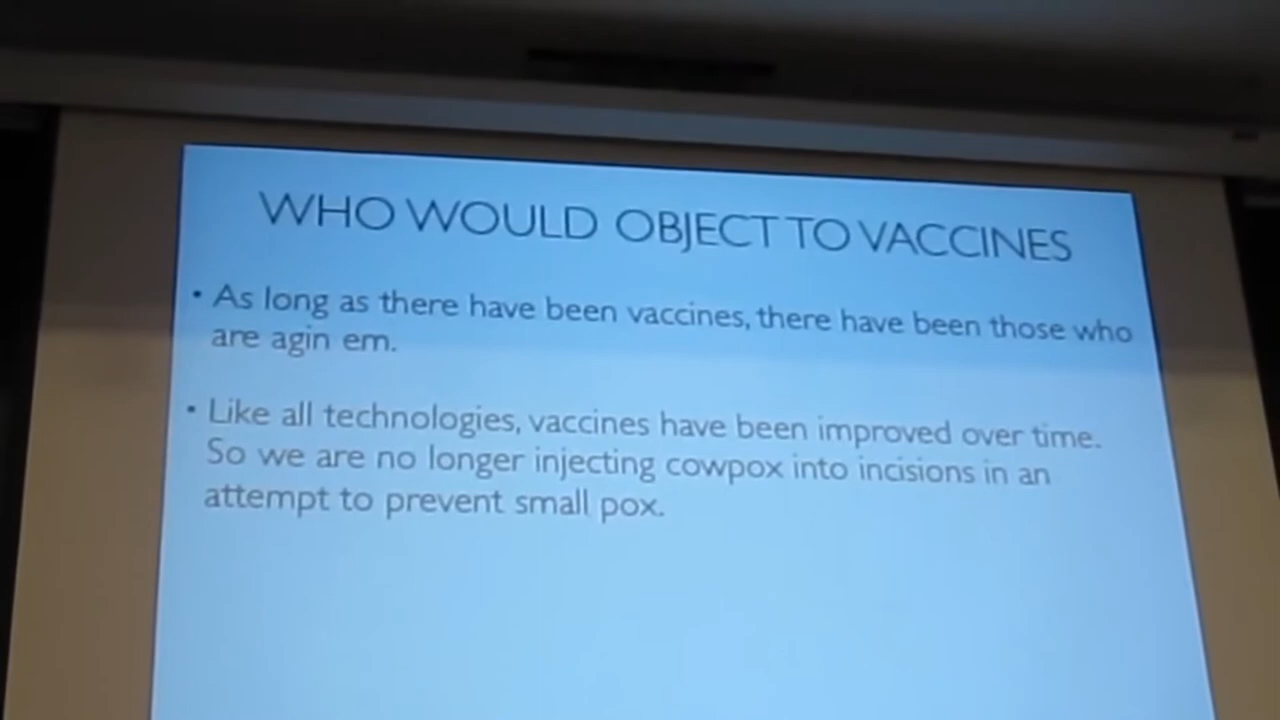 WHO WOULD OBJECT TO VACCINES
• As long as there have been vaccines, there have been those who
are agin em.
• Like all technologies, vaccines have been improved over time.
So we are no longer injecting cowpox into incisions in an
attempt to prevent small pox.